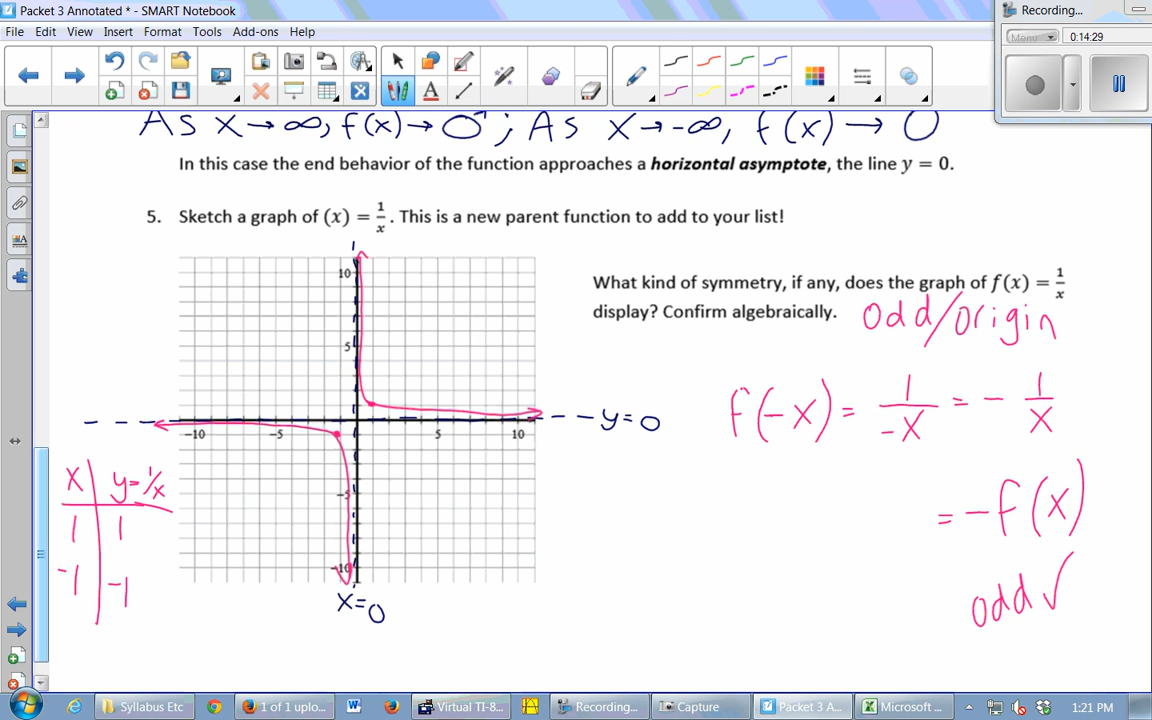 Packet 3 Annotated * - SMART Notebook
Recording...
File Edit View Insert Format Tools Add-ons Help
Menu
0:14:29
As x→∞, f(x)→0; As x→-∞, f(x)→0
In this case the end behavior of the function approaches a horizontal asymptote, the line y = 0.
5. Sketch a graph of (x) = 1/x. This is a new parent function to add to your list!
What kind of symmetry, if any, does the graph of f(x) = 1/x
display? Confirm algebraically. odd/origin
10
5
-10 -5 5 10
-5
-10
y=0
x=0
x y=1/x
1 1
-1 -1
f(-x) = 1/-x = - 1/x
= -f(x)
odd √
Syllabus Etc
1 of 1 uplo...
Virtual TI-8...
Recording...
Capture
Packet 3 A...
Microsoft ...
1:21 PM